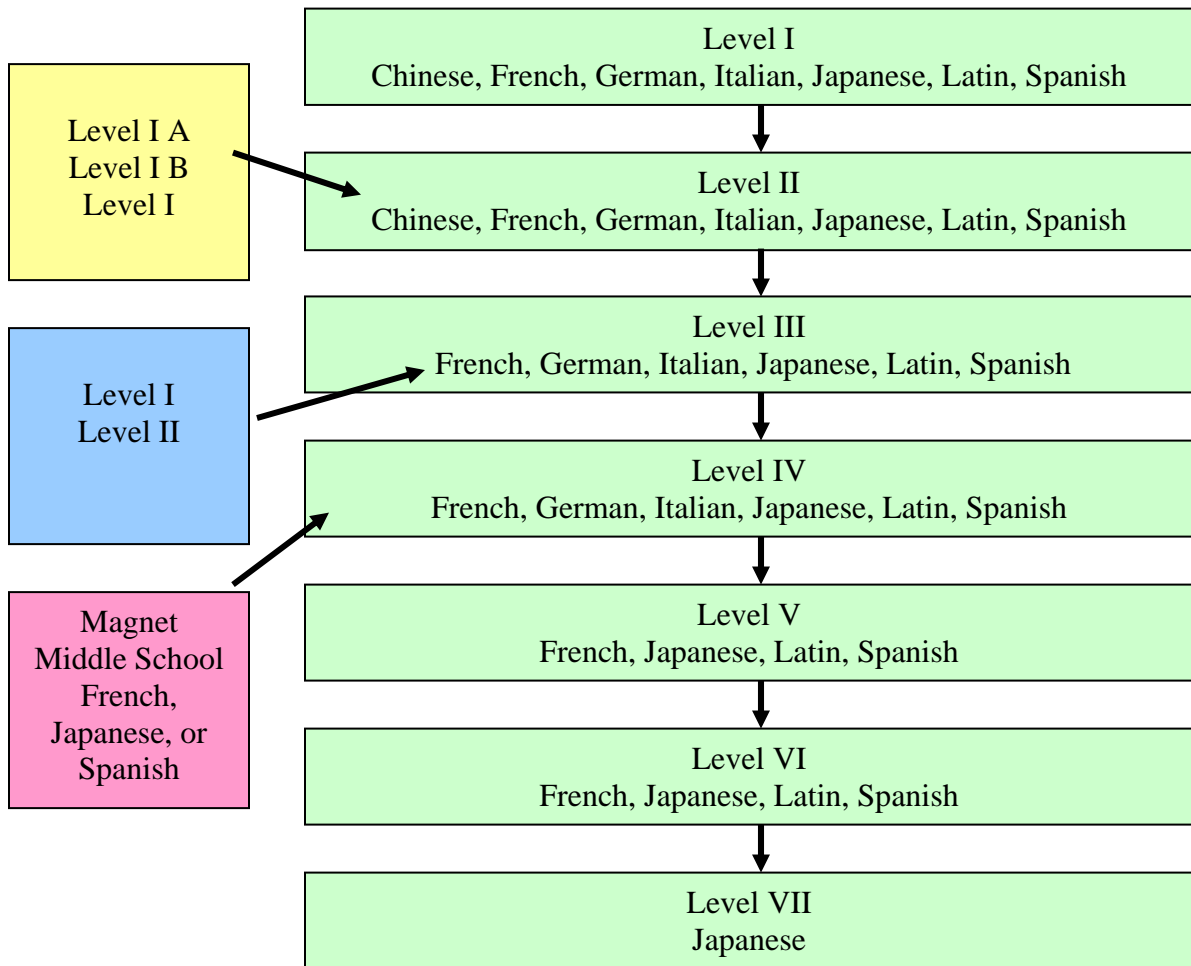 Level I
Chinese, French, German, Italian, Japanese, Latin, Spanish
Level I A
Level I B
Level I
Level II
Chinese, French, German, Italian, Japanese, Latin, Spanish
Level III
French, German, Italian, Japanese, Latin, Spanish
Level I
Level II
Level IV
French, German, Italian, Japanese, Latin, Spanish
Magnet
Middle School
French,
Japanese, or
Spanish
Level V
French, Japanese, Latin, Spanish
Level VI
French, Japanese, Latin, Spanish
Level VII
Japanese